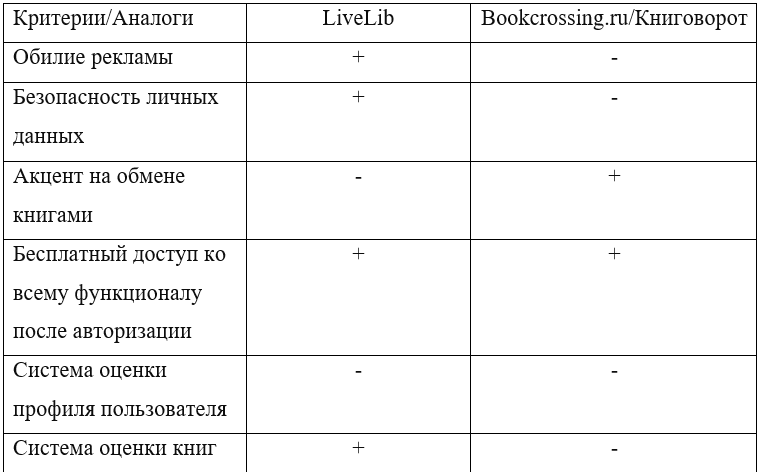 Критерии/Аналоги LiveLib Bookcrossing.ru/Книговорот
Обилие рекламы + -
Безопасность личных + -
данных
Акцент на обмене - +
книгами
Бесплатный доступ ко + +
всему функционалу
после авторизации
Система оценки - -
профиля пользователя
Система оценки книг + -